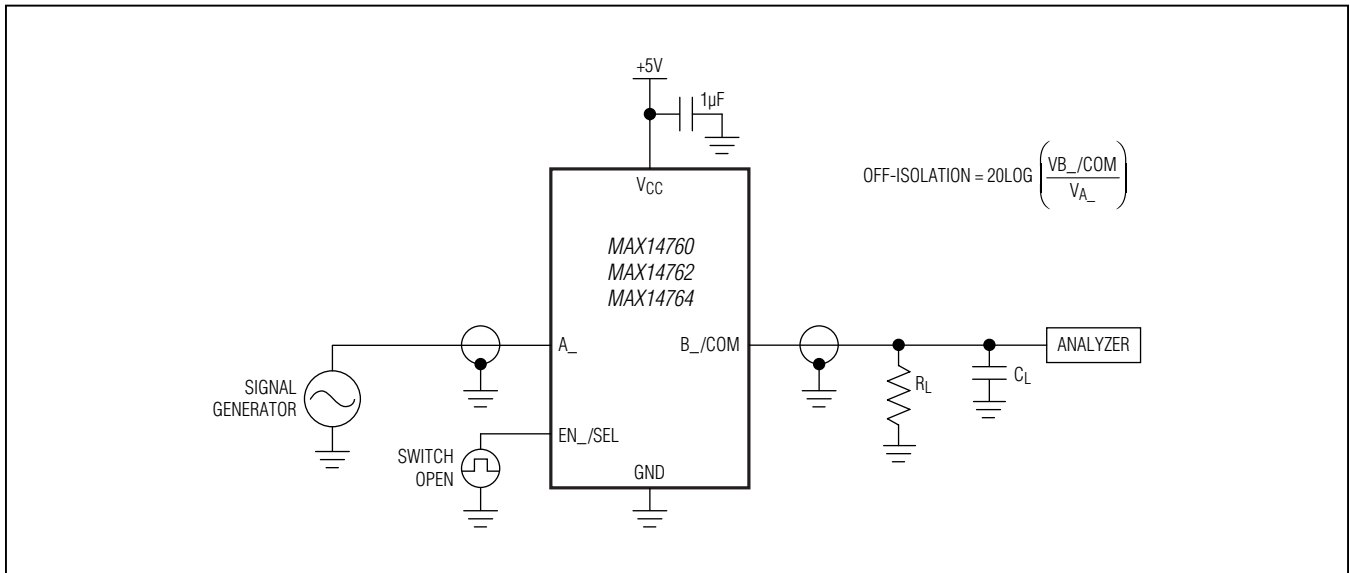 +5V
1µF
VCC
OFF-ISOLATION = 20LOG (VB_/COM / VA_)
MAX14760
MAX14762
MAX14764
A_
B_/COM
ANALYZER
SIGNAL
GENERATOR
RL
CL
EN_/SEL
SWITCH
OPEN
GND